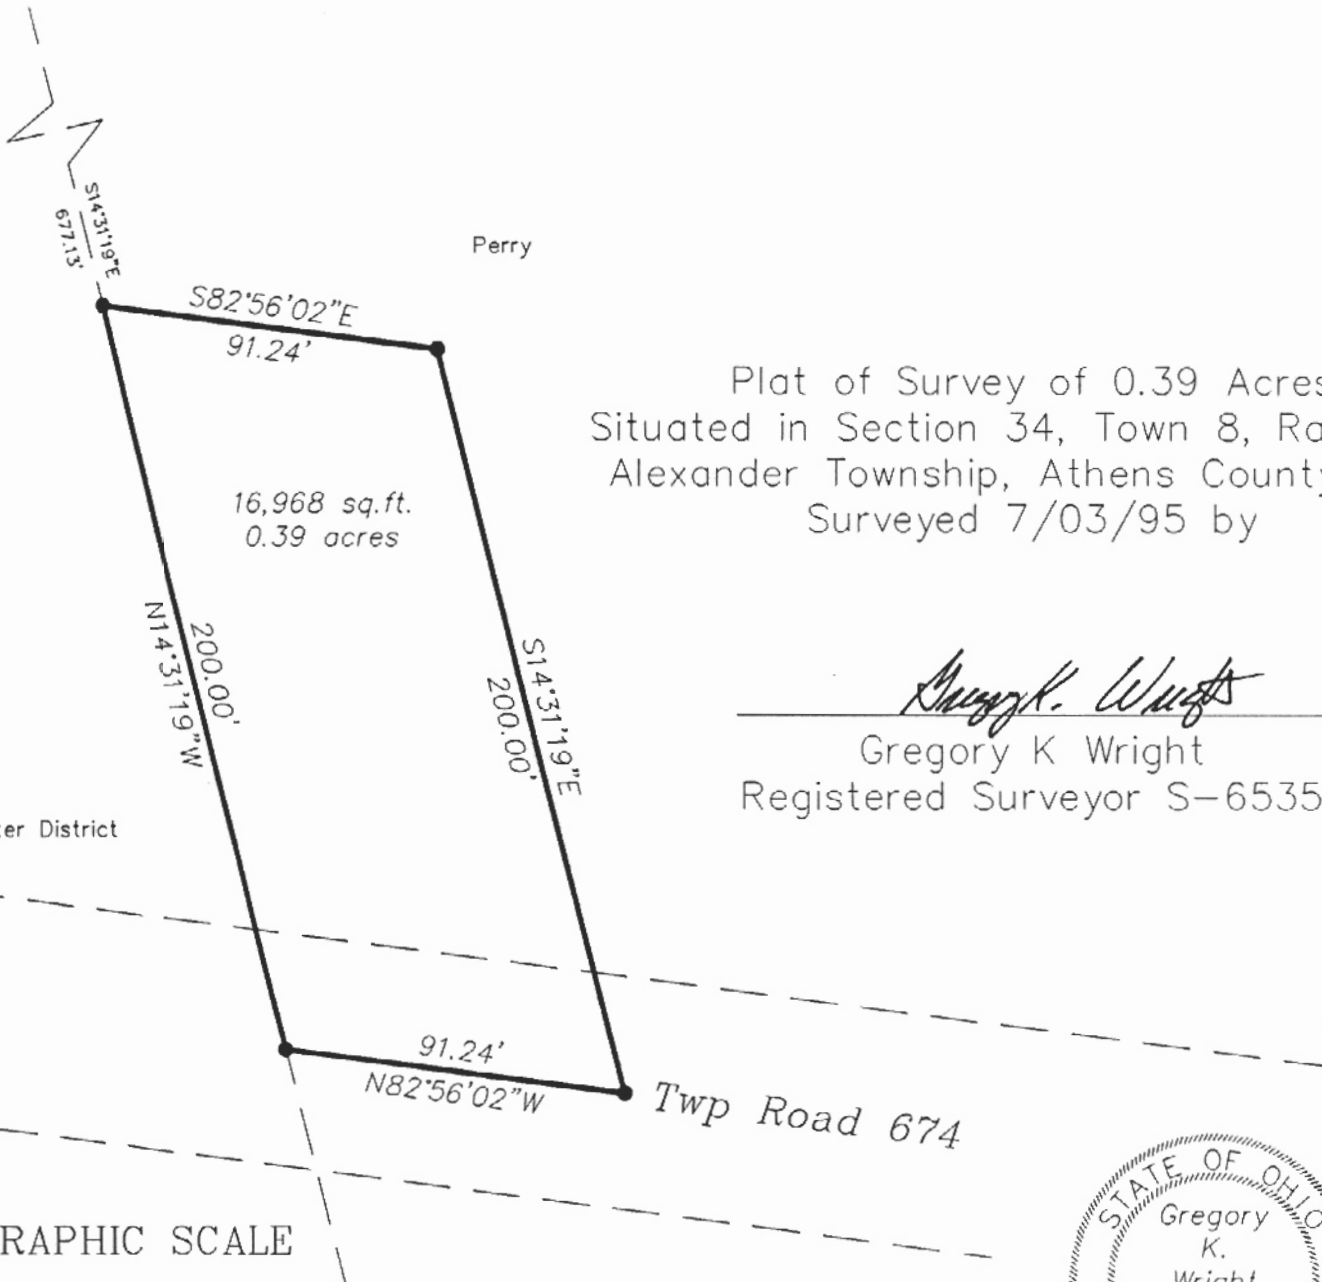 S14°31'19"E
677.13'
Perry
S82°56'02"E
91.24'
Plat of Survey of 0.39 Acres
Situated in Section 34, Town 8, Ra
Alexander Township, Athens County
Surveyed 7/03/95 by
16,968 sq.ft.
0.39 acres
200.00'
N14°31'19"W
S14°31'19"E
200.00'
Gregory K. Wright
Gregory K Wright
Registered Surveyor S-6535
er District
91.24'
N82°56'02"W
Twp Road 674
RAPHIC SCALE
STATE OF OHIO
Gregory
K.
Wright